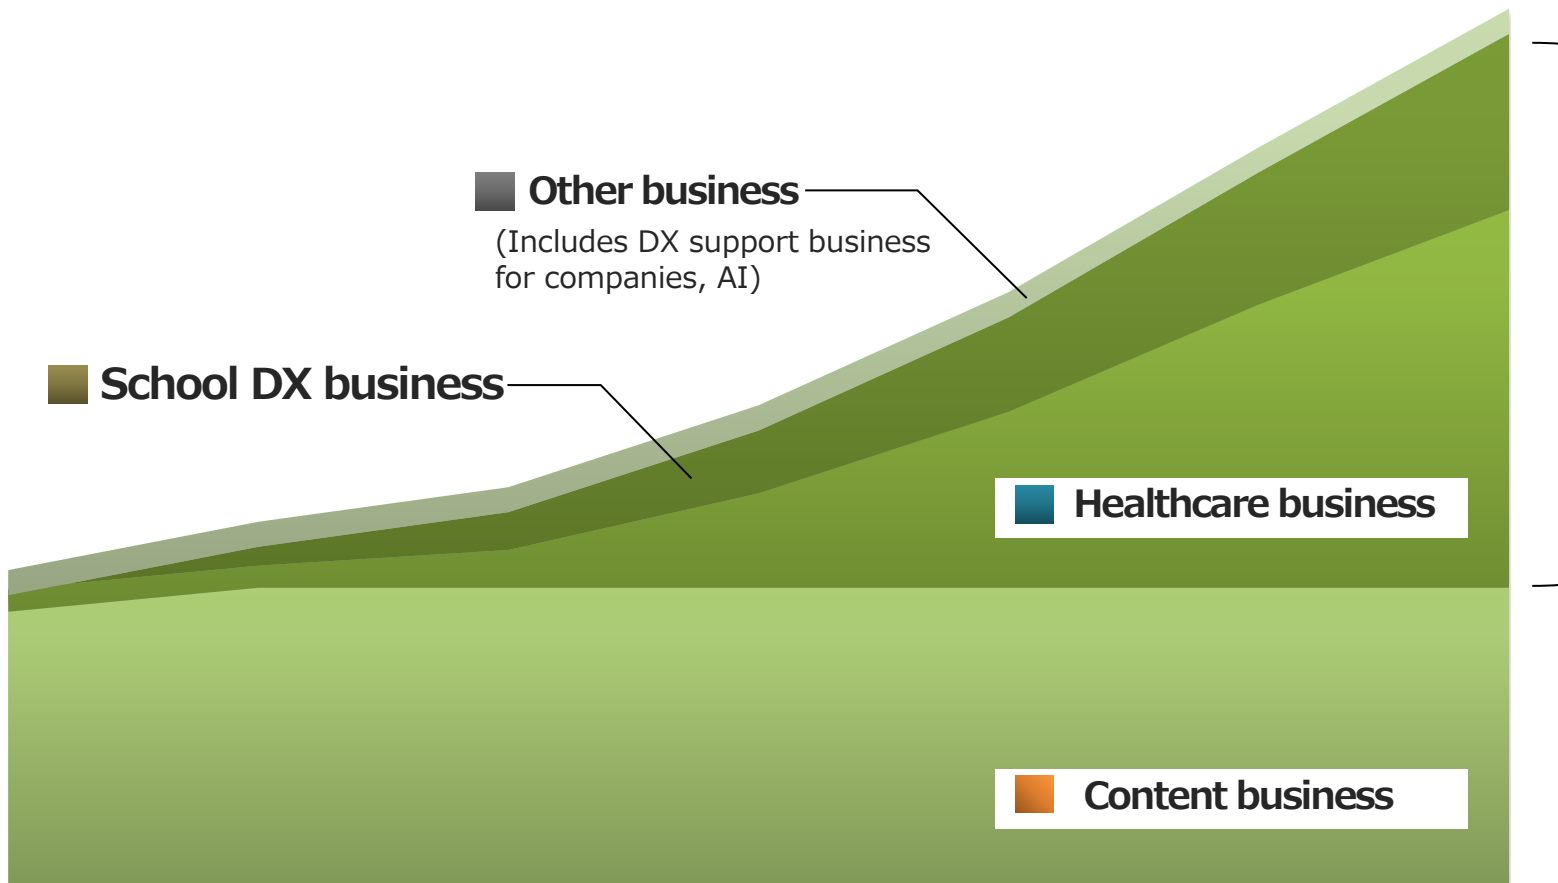 Other business
(Includes DX support business
for companies, AI)
School DX business
Healthcare business
Content business